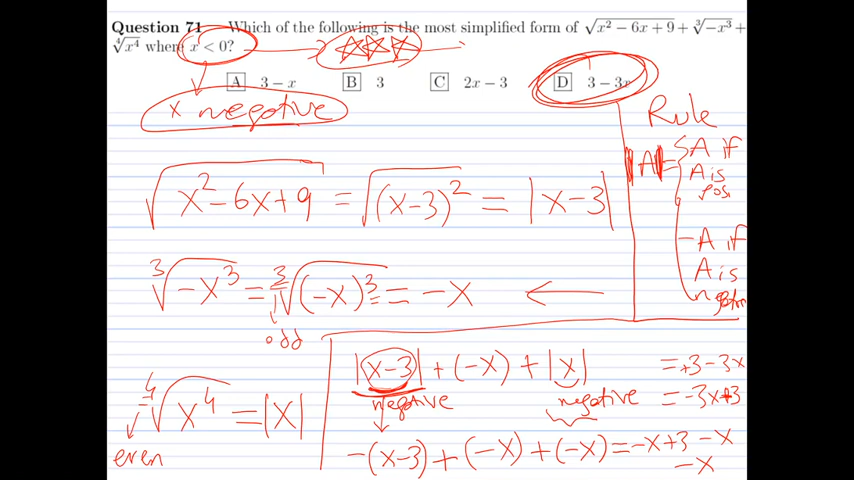 Question 71 Which of the following is the most simplified form of √(x² − 6x + 9) + ∛(−x³) +
∜(x⁴) where x < 0?
A 3 − x B 3 C 2x − 3 D 3 − 3x
x negative
Rule
|A| = { A if
A is
pos
−A if
A is
√(x² − 6x + 9) = √((x−3)²) = |x−3|
∛(−x³) = ∛((−x)³) = −x ←
odd
∜(x⁴) = |x|
even
|x−3| + (−x) + |x|
negative negative
−(x−3) + (−x) + (−x) = −x+3 −x
−x
= +3−3x
= −3x+3